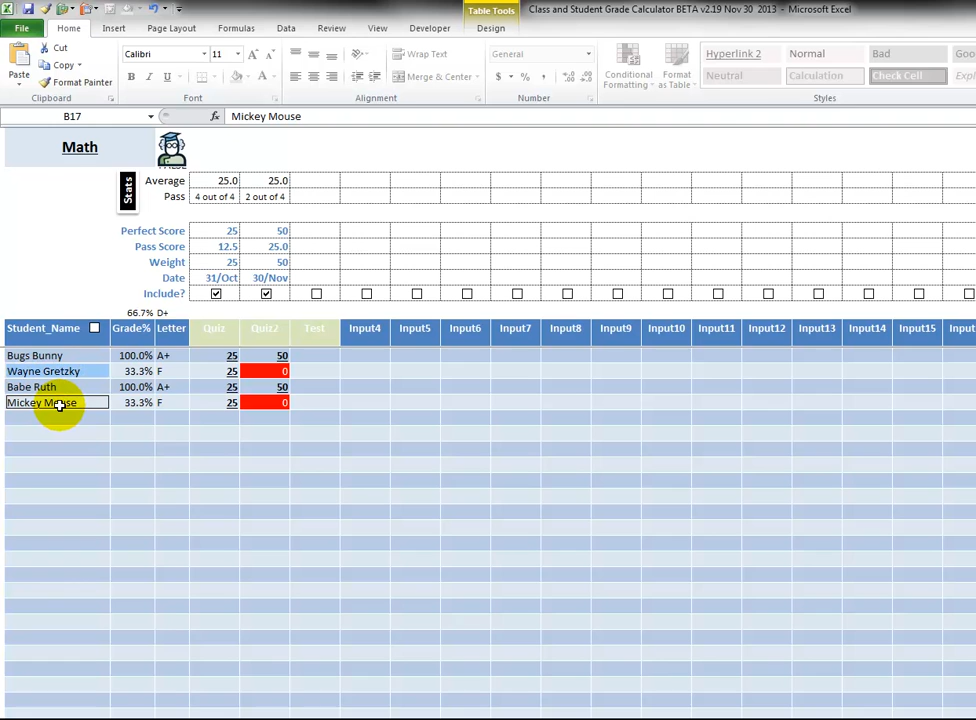 Table Tools
Class and Student Grade Calculator BETA v2.19 Nov 30 2013 - Microsoft Excel
File Home Insert Page Layout Formulas Data Review View Developer Design
Paste Cut Copy Format Painter
Calibri 11
B I U
Wrap Text
Merge & Center
General
$ % ,
Conditional Formatting
Format as Table
Hyperlink 2 Normal Bad Goo
Neutral Calculation Check Cell Expl
Clipboard Font Alignment Number Styles
B17 fx Mickey Mouse
Math
FALSE
Stats
Average 25.0 25.0
Pass 4 out of 4 2 out of 4
Perfect Score 25 50
Pass Score 12.5 25.0
Weight 25 50
Date 31/Oct 30/Nov
Include?
66.7% D+
Student_Name Grade% Letter Quiz Quiz2 Test Input4 Input5 Input6 Input7 Input8 Input9 Input10 Input11 Input12 Input13 Input14 Input15 Input
Bugs Bunny 100.0% A+ 25 50
Wayne Gretzky 33.3% F 25 0
Babe Ruth 100.0% A+ 25 50
Mickey Mouse 33.3% F 25 0